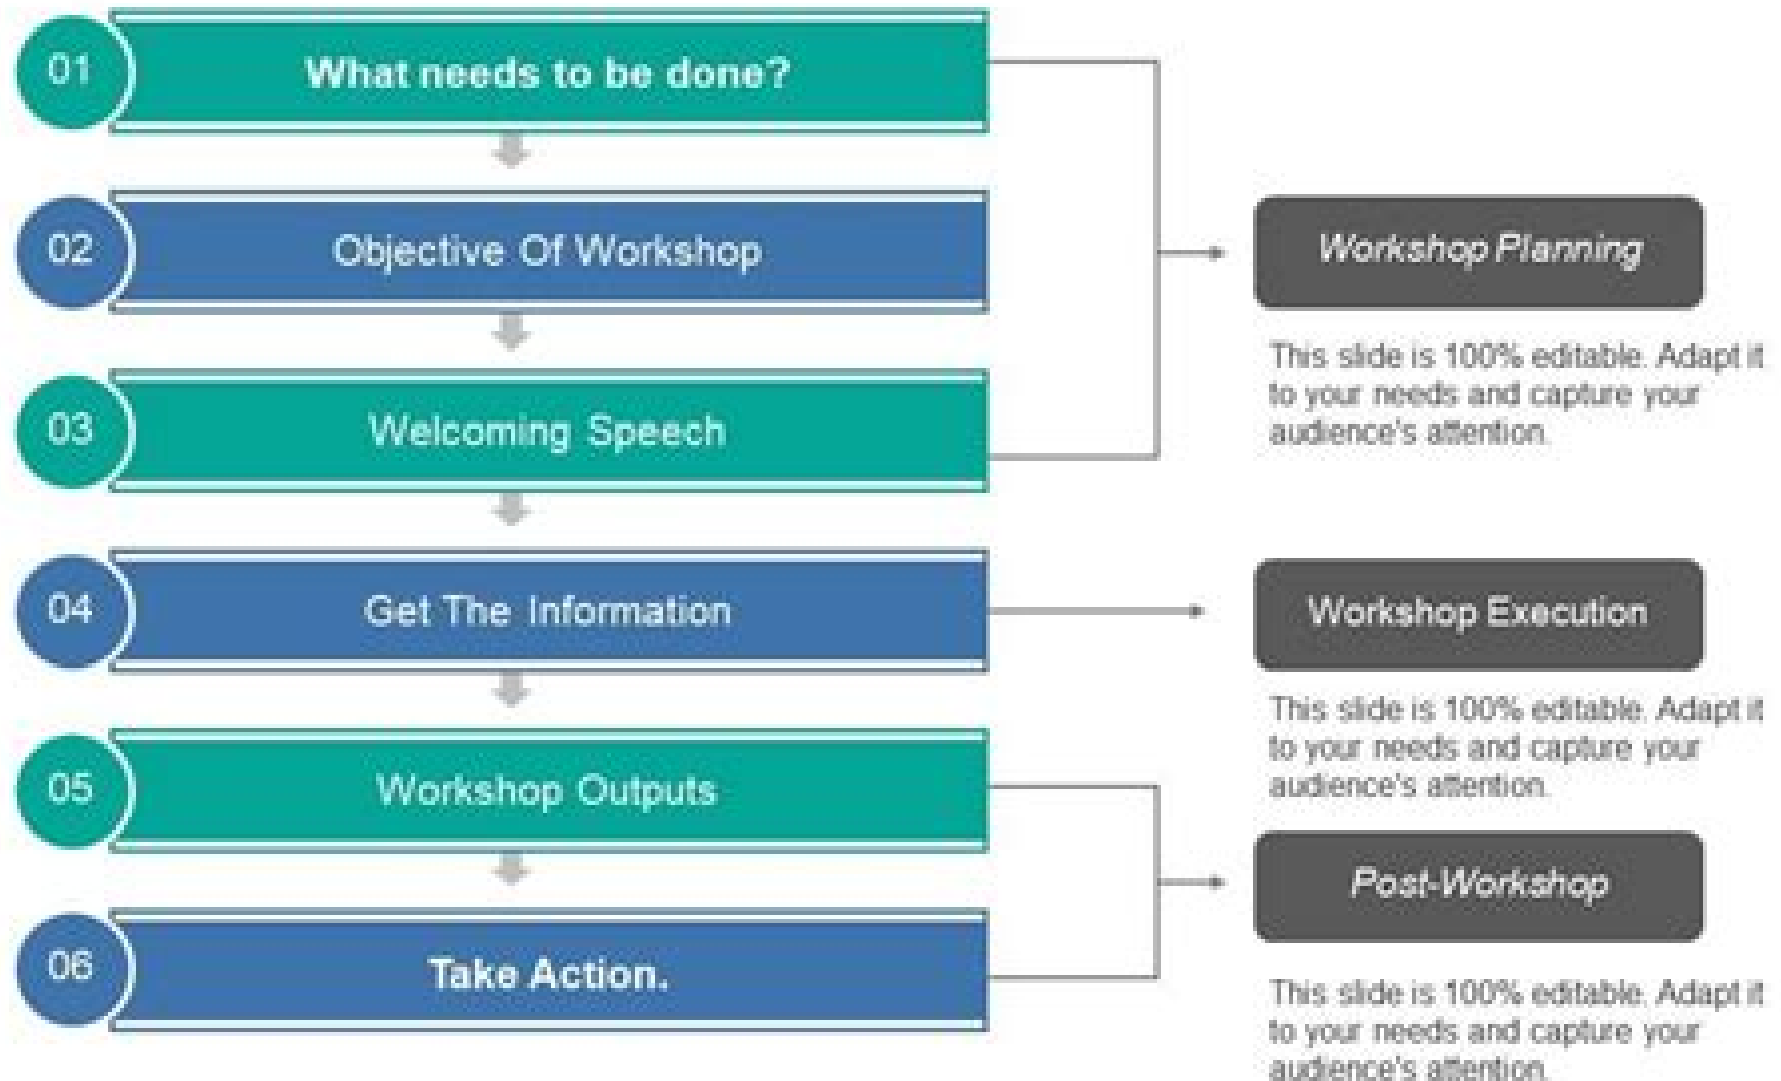 01
What needs to be done?
02
Objective Of Workshop
03
Welcoming Speech
04
Get The Information
05
Workshop Outputs
06
Take Action.
Workshop Planning
This slide is 100% editable. Adapt it
to your needs and capture your
audience's attention.
Workshop Execution
This slide is 100% editable. Adapt it
to your needs and capture your
audience's attention.
Post-Workshop
This slide is 100% editable. Adapt it
to your needs and capture your
audience's attention.